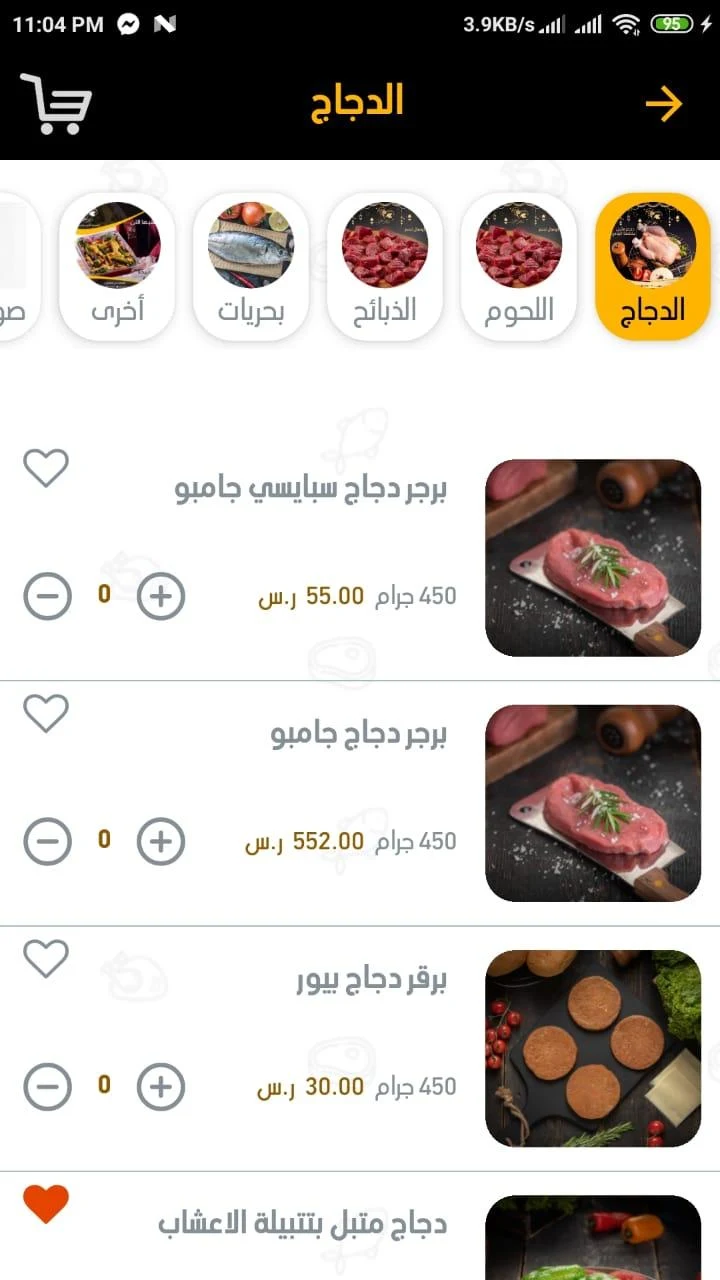 11:04 PM
3.9KB/s
95
الدجاج
الدجاج
اللحوم
الذبائح
بحريات
أخرى
صو
برجر دجاج سبايسي جامبو
450 جرام 55.00 ر.س
0
برجر دجاج جامبو
450 جرام 552.00 ر.س
0
برقر دجاج بيور
450 جرام 30.00 ر.س
0
دجاج متبل بتتبيلة الاعشاب